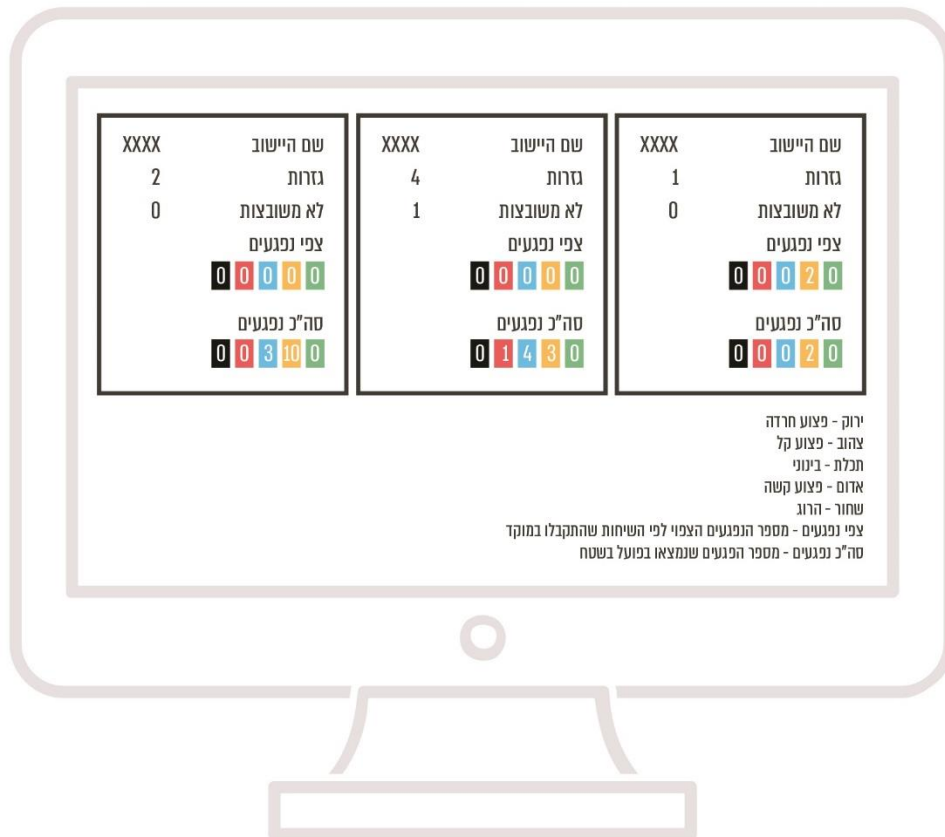 שם היישוב XXXX
גזרות 1
לא משובצות 0
צפי נפגעים
0 2 0 0 0
סה"כ נפגעים
0 2 0 0 0
שם היישוב XXXX
גזרות 4
לא משובצות 1
צפי נפגעים
0 0 0 0 0
סה"כ נפגעים
0 3 4 1 0
שם היישוב XXXX
גזרות 2
לא משובצות 0
צפי נפגעים
0 0 0 0 0
סה"כ נפגעים
0 10 3 0 0
ירוק - פצוע חרדה
צהוב - פצוע קל
תכלת - בינוני
אדום - פצוע קשה
שחור - הרוג
צפי נפגעים - מספר הנפגעים הצפוי לפי השיחות שהתקבלו במוקד
סה"כ נפגעים - מספר הפגעים שנמצאו בפועל בשטח